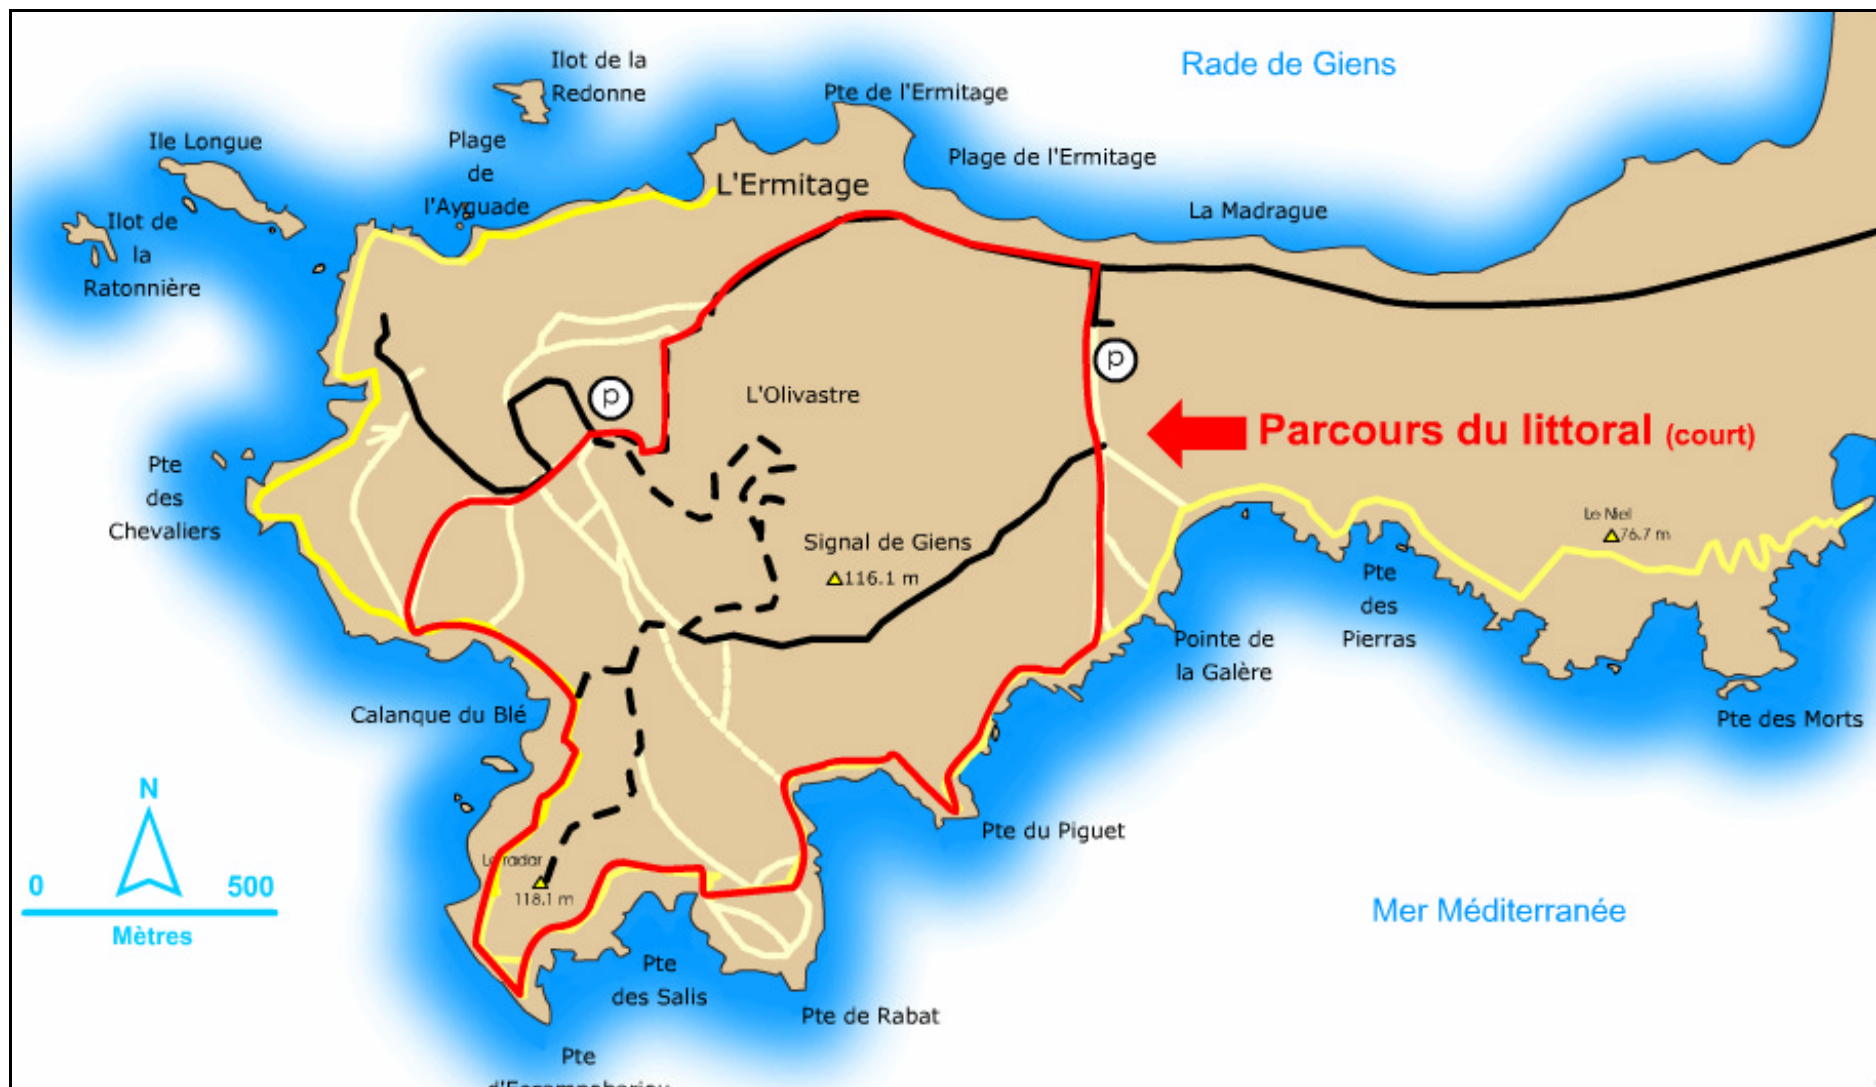 Ilot de la
Redonne
Rade de Giens
Pte de l'Ermitage
Ile Longue
Plage
de
l'Ayguade
Plage de l'Ermitage
L'Ermitage
La Madrague
Ilot de
la
Ratonnière
p
p
L'Olivastre
Parcours du littoral (court)
Pte
des
Chevaliers
Le Niel
76.7 m
Signal de Giens
116.1 m
Pte
des
Pierras
Pointe de
la Galère
Calanque du Blé
Pte des Morts
N
0 500
Mètres
Pte du Piguet
Le radar
118.1 m
Mer Méditerranée
Pte
des Salis
Pte de Rabat
Pte